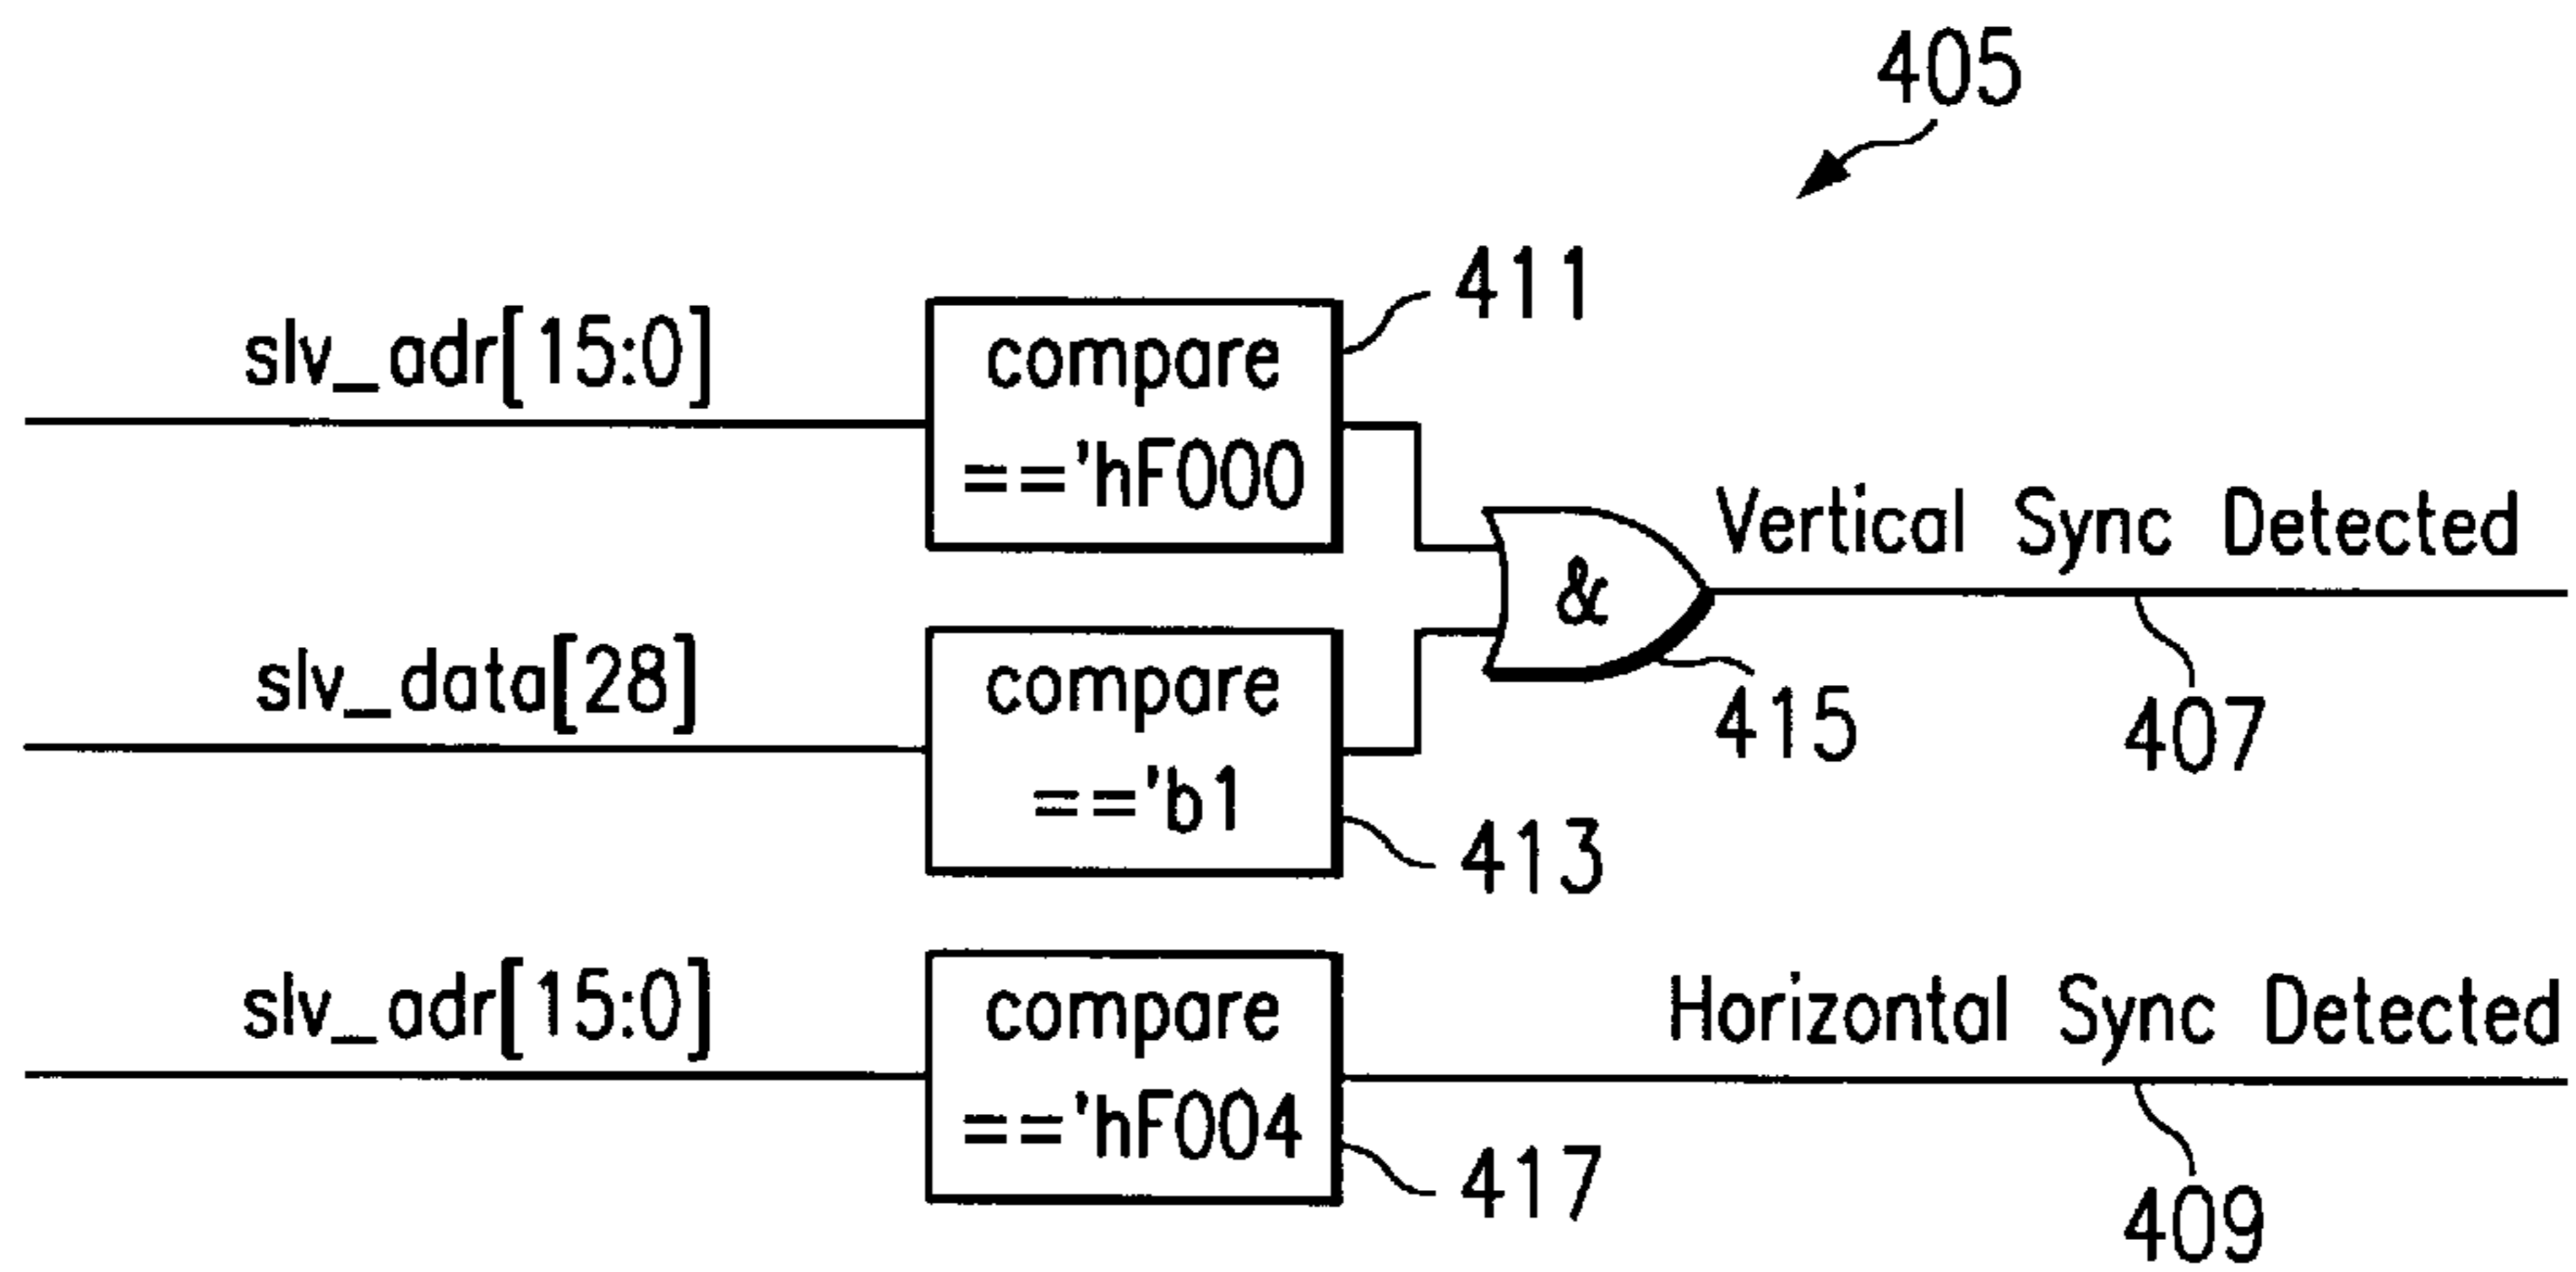 405
411
slv_adr[15:0]
compare
=='hF000
Vertical Sync Detected
&
slv_data[28]
compare
=='b1
415
407
413
slv_adr[15:0]
compare
=='hF004
Horizontal Sync Detected
417
409